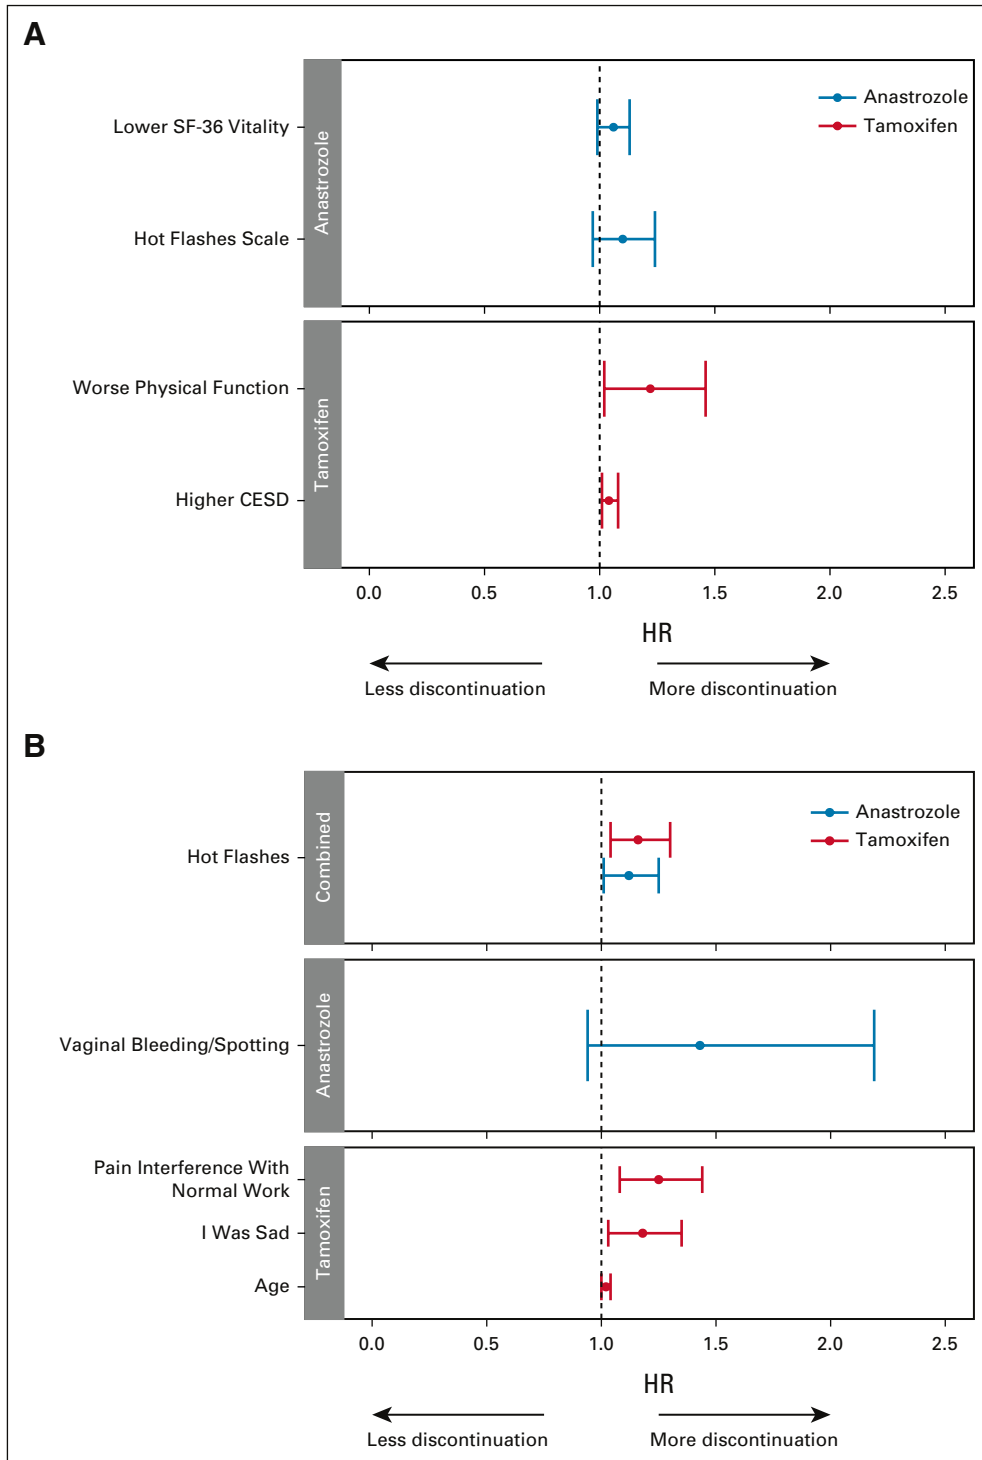 A
Anastrozole
Lower SF-36 Vitality
Hot Flashes Scale
Anastrozole
Tamoxifen
Tamoxifen
Worse Physical Function
Higher CESD
0.0 0.5 1.0 1.5 2.0 2.5
HR
Less discontinuation More discontinuation
B
Combined
Hot Flashes
Anastrozole
Tamoxifen
Anastrozole
Vaginal Bleeding/Spotting
Tamoxifen
Pain Interference With
Normal Work
I Was Sad
Age
0.0 0.5 1.0 1.5 2.0 2.5
HR
Less discontinuation More discontinuation